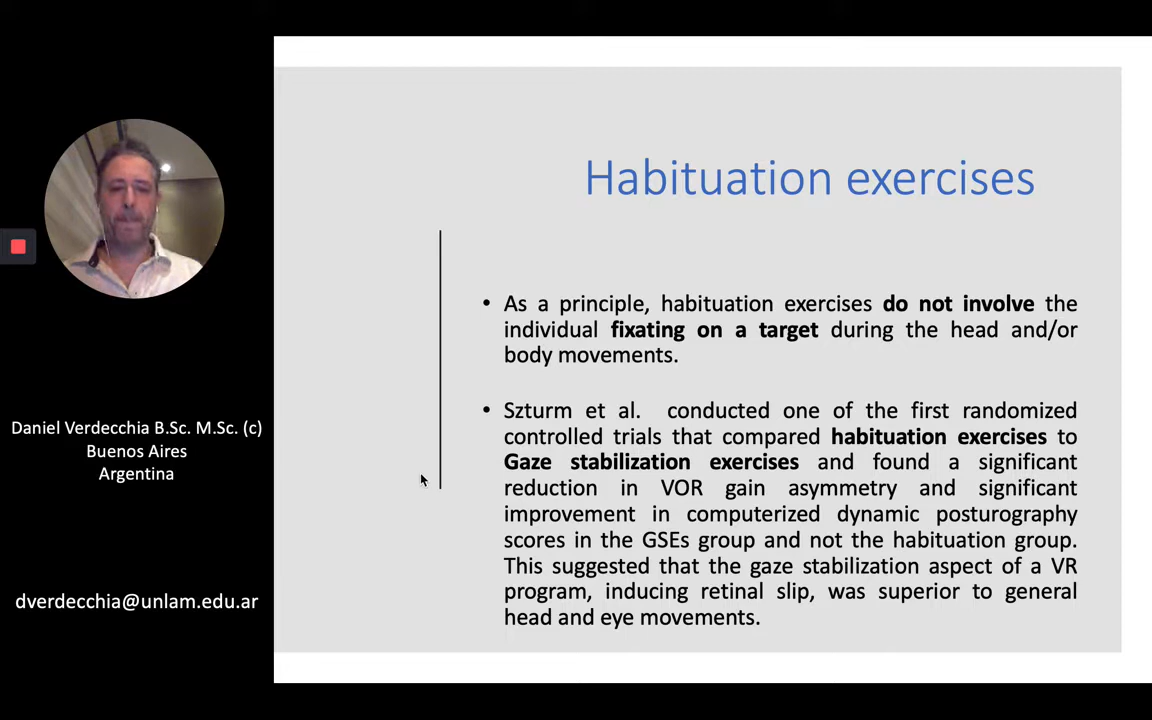 Habituation exercises
• As a principle, habituation exercises do not involve the
individual fixating on a target during the head and/or
body movements.
• Szturm et al. conducted one of the first randomized
controlled trials that compared habituation exercises to
Gaze stabilization exercises and found a significant
reduction in VOR gain asymmetry and significant
improvement in computerized dynamic posturography
scores in the GSEs group and not the habituation group.
This suggested that the gaze stabilization aspect of a VR
program, inducing retinal slip, was superior to general
head and eye movements.
Daniel Verdecchia B.Sc. M.Sc. (c)
Buenos Aires
Argentina
dverdecchia@unlam.edu.ar